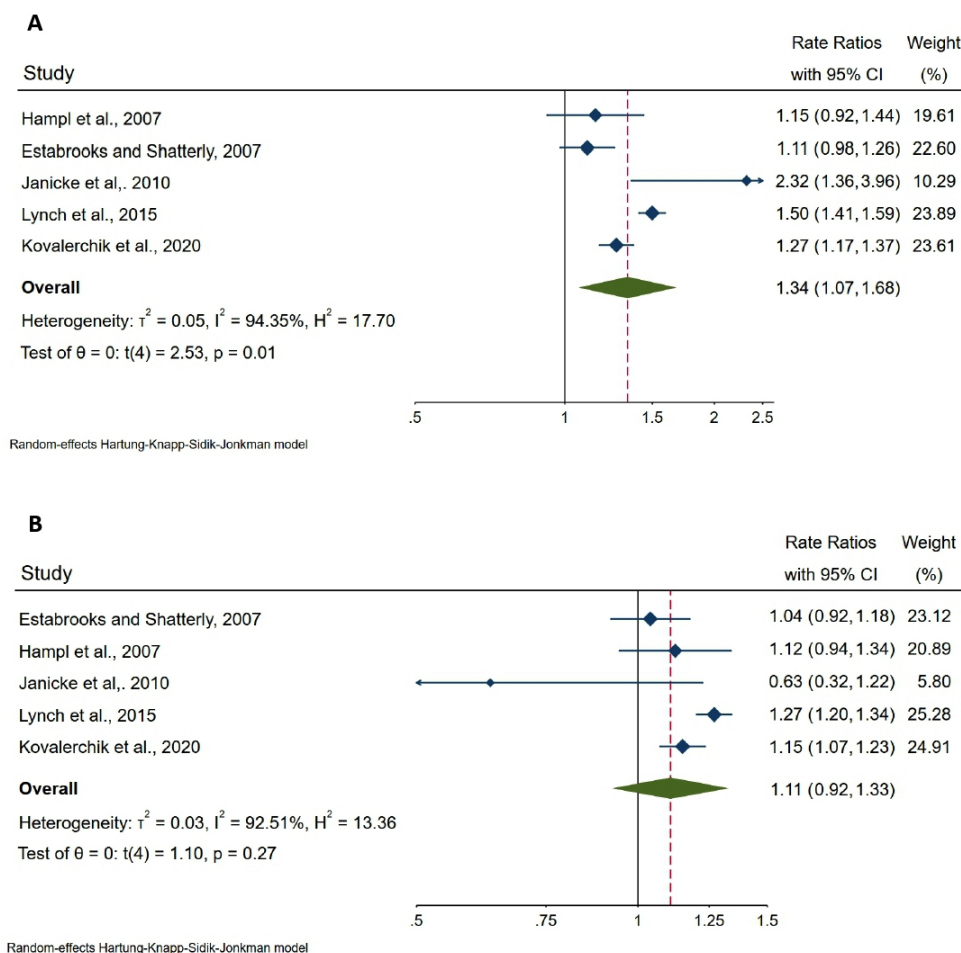 A
Rate Ratios Weight
Study with 95% CI (%)
Hampl et al., 2007 1.15 (0.92, 1.44) 19.61
Estabrooks and Shatterly, 2007 1.11 (0.98, 1.26) 22.60
Janicke et al,. 2010 2.32 (1.36, 3.96) 10.29
Lynch et al., 2015 1.50 (1.41, 1.59) 23.89
Kovalerchik et al., 2020 1.27 (1.17, 1.37) 23.61
Overall 1.34 (1.07, 1.68)
Heterogeneity: τ² = 0.05, I² = 94.35%, H² = 17.70
Test of θ = 0: t(4) = 2.53, p = 0.01
.5 1 1.5 2 2.5
Random-effects Hartung-Knapp-Sidik-Jonkman model
B
Rate Ratios Weight
Study with 95% CI (%)
Estabrooks and Shatterly, 2007 1.04 (0.92, 1.18) 23.12
Hampl et al., 2007 1.12 (0.94, 1.34) 20.89
Janicke et al,. 2010 0.63 (0.32, 1.22) 5.80
Lynch et al., 2015 1.27 (1.20, 1.34) 25.28
Kovalerchik et al., 2020 1.15 (1.07, 1.23) 24.91
Overall 1.11 (0.92, 1.33)
Heterogeneity: τ² = 0.03, I² = 92.51%, H² = 13.36
Test of θ = 0: t(4) = 1.10, p = 0.27
.5 .75 1 1.25 1.5
Random-effects Hartung-Knapp-Sidik-Jonkman model